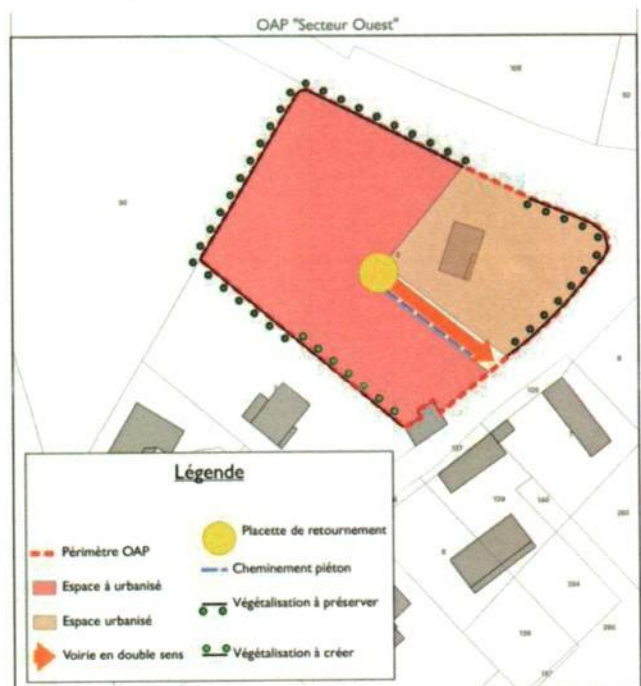 OAP "Secteur Ouest"
Légende
Périmètre OAP
Espace à urbanisé
Espace urbanisé
Voirie en double sens
Placette de retournement
Cheminement piéton
Végétalisation à préserver
Végétalisation à créer